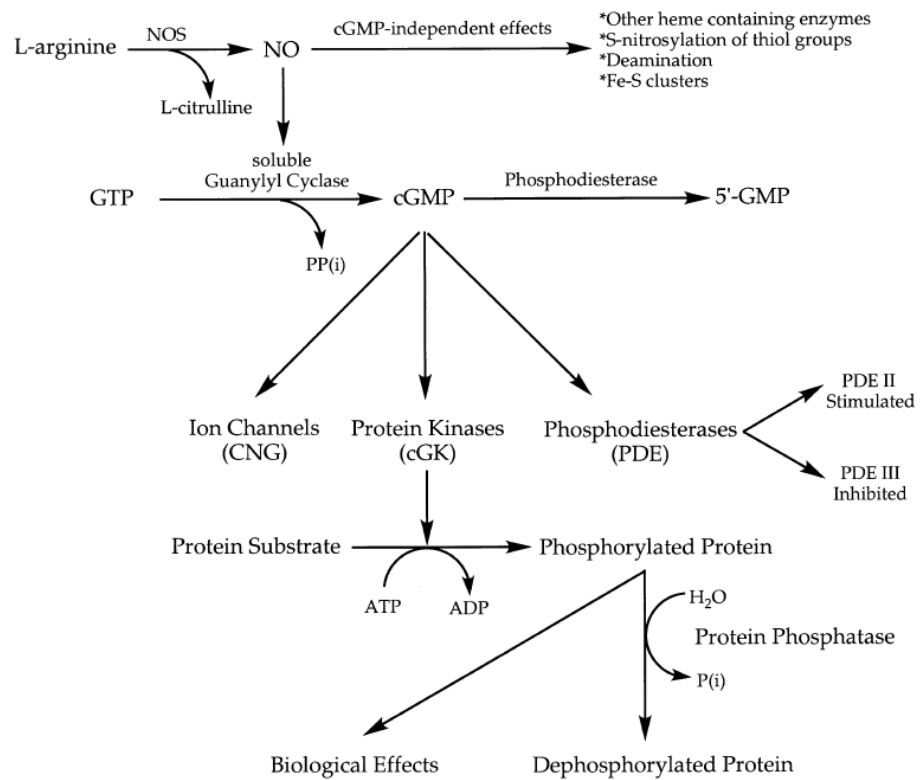 L-arginine
NOS
NO
cGMP-independent effects
*Other heme containing enzymes
*S-nitrosylation of thiol groups
*Deamination
*Fe-S clusters
L-citrulline
soluble
Guanylyl Cyclase
GTP
cGMP
Phosphodiesterase
5'-GMP
PP(i)
Ion Channels
(CNG)
Protein Kinases
(cGK)
Phosphodiesterases
(PDE)
PDE II
Stimulated
PDE III
Inhibited
Protein Substrate
Phosphorylated Protein
ATP
ADP
H₂O
Protein Phosphatase
P(i)
Biological Effects
Dephosphorylated Protein